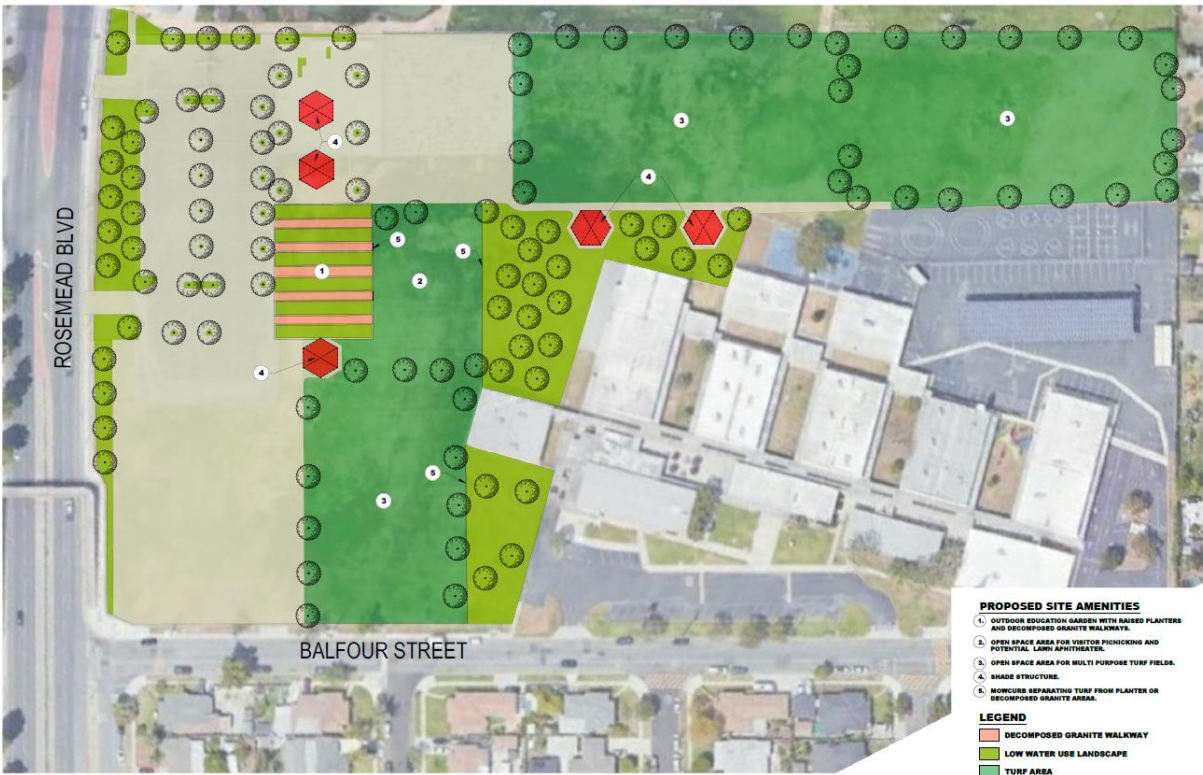 3
3
4
4
5
1
5
2
4
5
3
ROSEMEAD BLVD
BALFOUR STREET
PROPOSED SITE AMENITIES
1. OUTDOOR EDUCATION GARDEN WITH RAISED PLANTERS
AND DECOMPOSED GRANITE WALKWAYS.
2. OPEN SPACE AREA FOR VISITOR PICNICKING AND
POTENTIAL LAWN APHITHEATER.
3. OPEN SPACE AREA FOR MULTI PURPOSE TURF FIELDS.
4. SHADE STRUCTURE.
5. MOWCURB SEPARATING TURF FROM PLANTER OR
DECOMPOSED GRANITE AREAS.
LEGEND
DECOMPOSED GRANITE WALKWAY
LOW WATER USE LANDSCAPE
TURF AREA